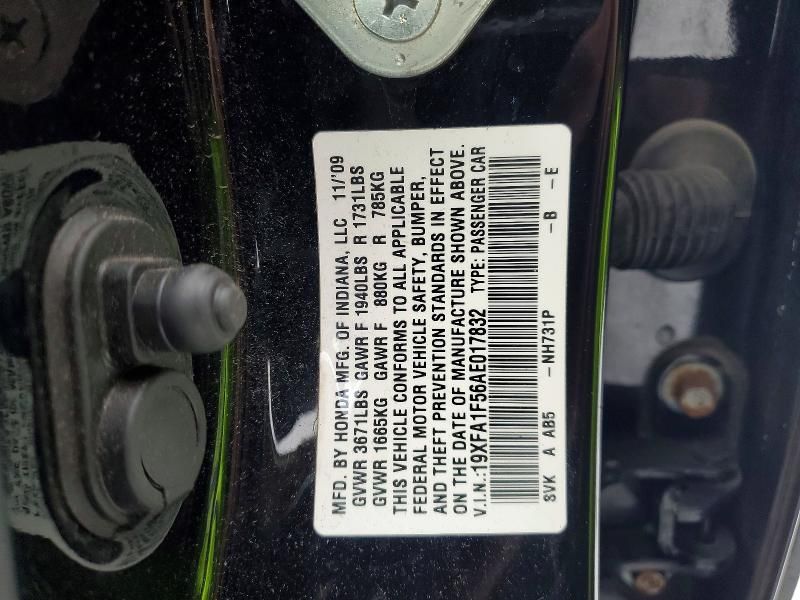 MFD. BY HONDA MFG. OF INDIANA, LLC 11/'09
GVWR 3671LBS GAWR F 1940LBS R 1731LBS
GVWR 1665KG GAWR F 880KG R 785KG
THIS VEHICLE CONFORMS TO ALL APPLICABLE
FEDERAL MOTOR VEHICLE SAFETY, BUMPER,
AND THEFT PREVENTION STANDARDS IN EFFECT
ON THE DATE OF MANUFACTURE SHOWN ABOVE.
V.I.N.:19XFA1F56AE017832 TYPE: PASSENGER CAR
SVK A AB5 -NH731P -B -E